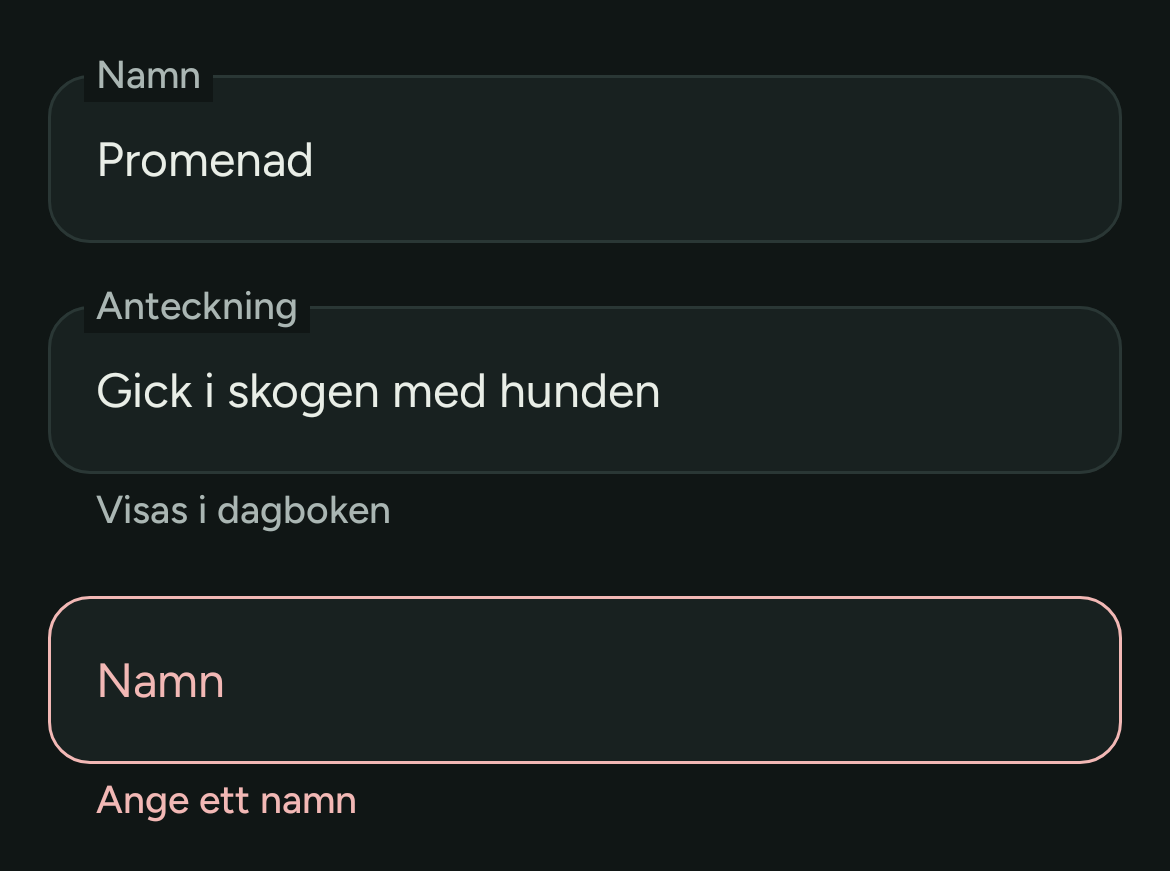 Namn
Promenad
Anteckning
Gick i skogen med hunden
Visas i dagboken
Namn
Ange ett namn